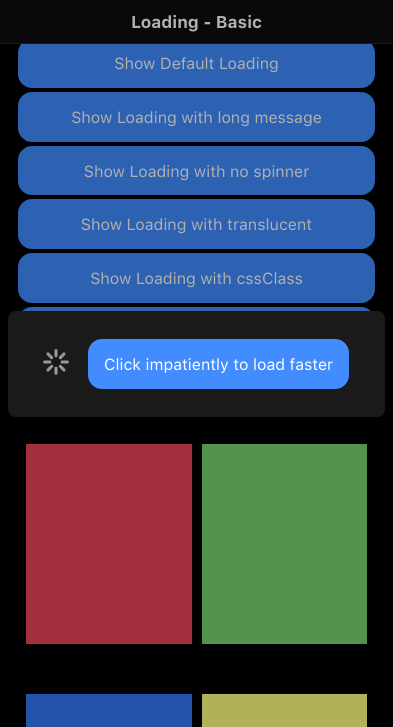 Loading - Basic
Show Default Loading
Show Loading with long message
Show Loading with no spinner
Show Loading with translucent
Show Loading with cssClass
Click impatiently to load faster